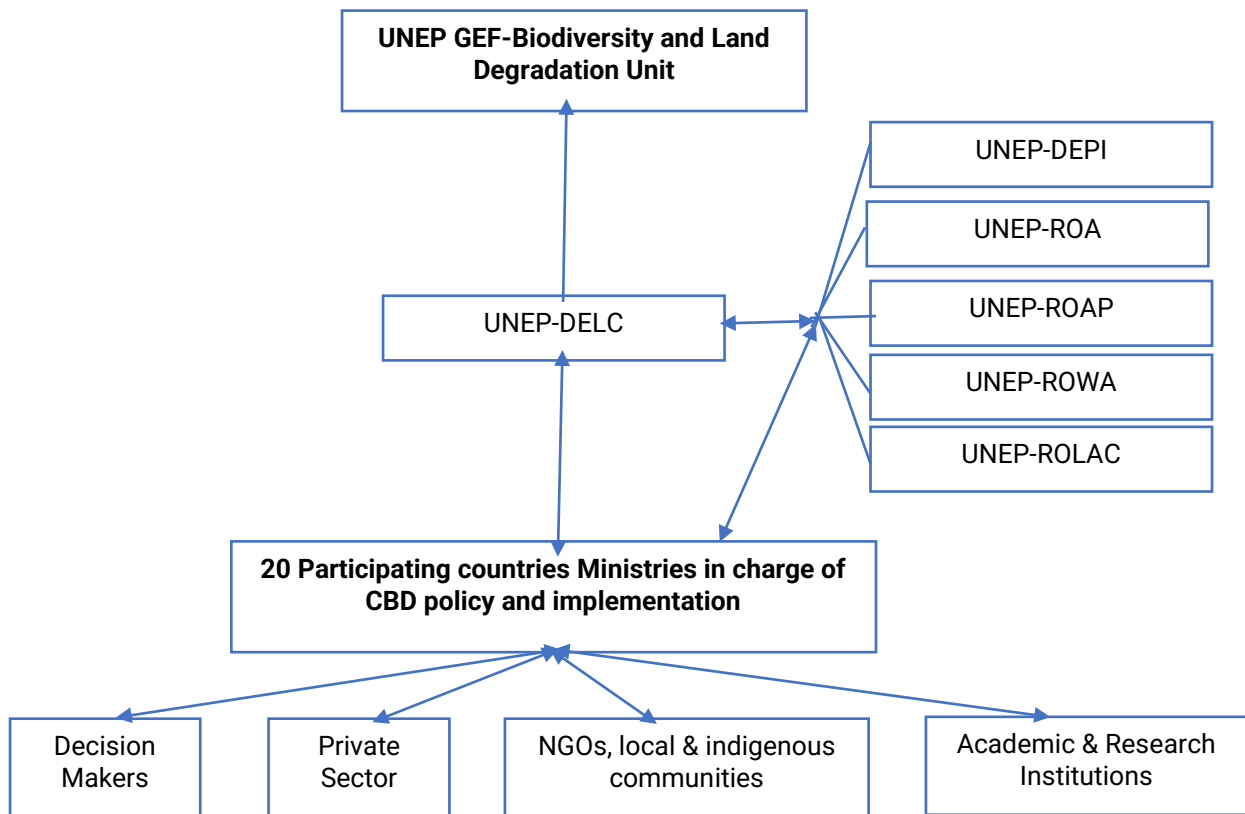 UNEP GEF-Biodiversity and Land
Degradation Unit
UNEP-DEPI
UNEP-ROA
UNEP-DELC
UNEP-ROAP
UNEP-ROWA
UNEP-ROLAC
20 Participating countries Ministries in charge of
CBD policy and implementation
Decision
Makers
Private
Sector
NGOs, local & indigenous
communities
Academic & Research
Institutions